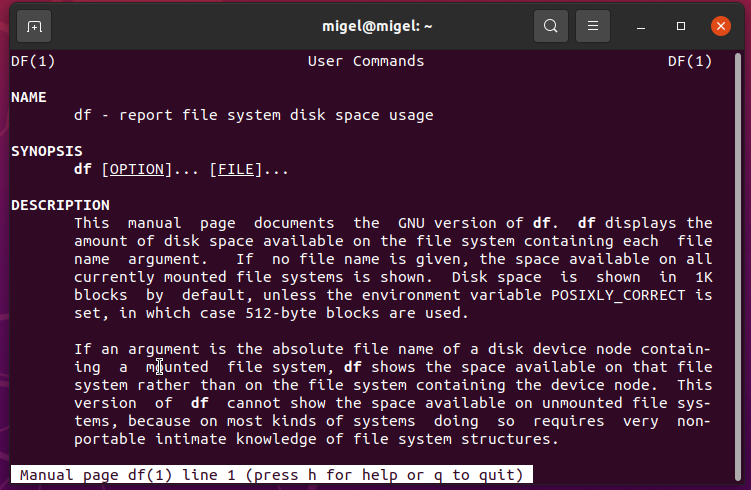 migel@migel: ~
DF(1) User Commands DF(1)
NAME
df - report file system disk space usage
SYNOPSIS
df [OPTION]... [FILE]...
DESCRIPTION
This manual page documents the GNU version of df. df displays the
amount of disk space available on the file system containing each file
name argument. If no file name is given, the space available on all
currently mounted file systems is shown. Disk space is shown in 1K
blocks by default, unless the environment variable POSIXLY_CORRECT is
set, in which case 512-byte blocks are used.
If an argument is the absolute file name of a disk device node contain-
ing a mounted file system, df shows the space available on that file
system rather than on the file system containing the device node. This
version of df cannot show the space available on unmounted file sys-
tems, because on most kinds of systems doing so requires very non-
portable intimate knowledge of file system structures.
Manual page df(1) line 1 (press h for help or q to quit)